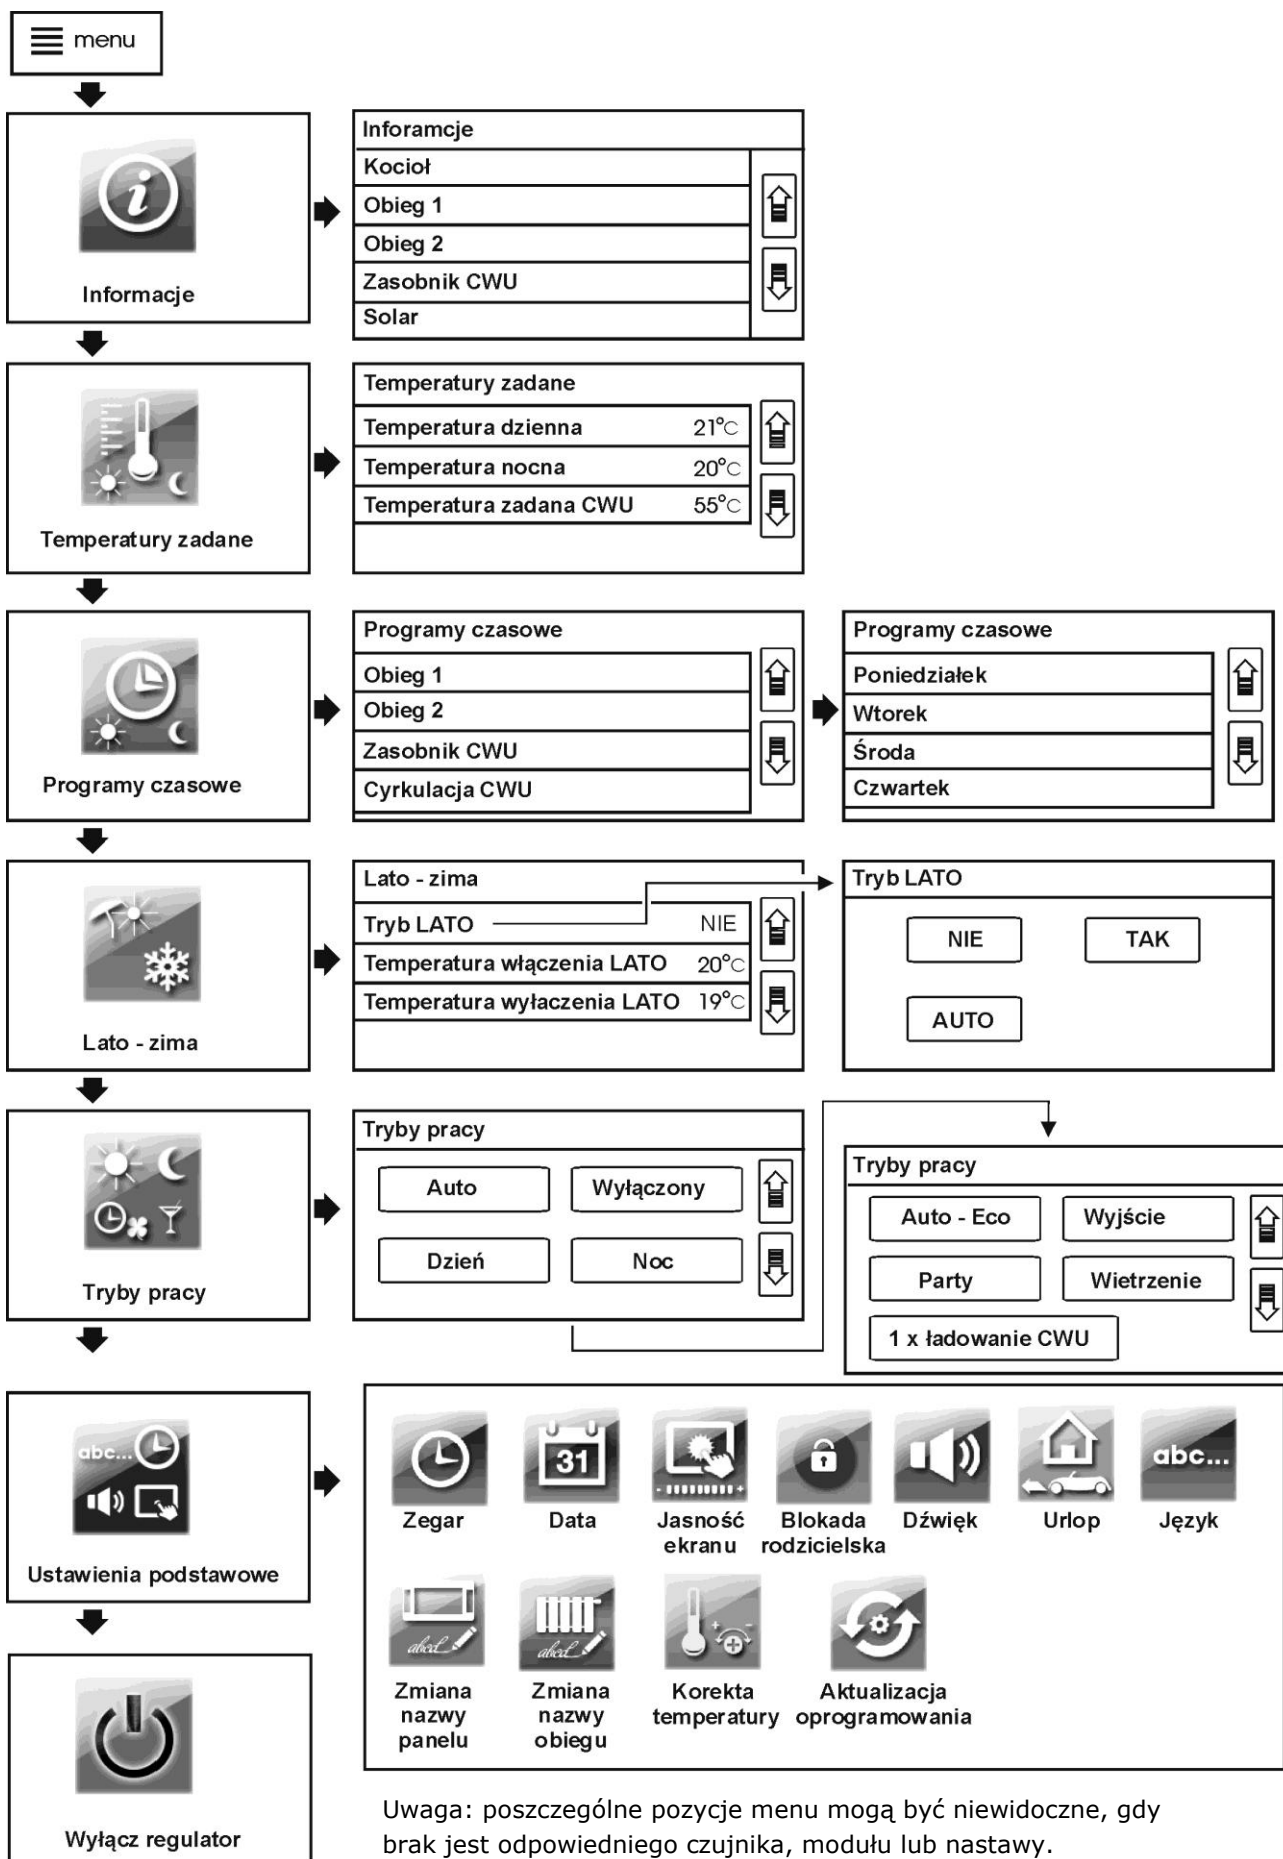 menu
Informacje
Inforamcje
Kocioł
Obieg 1
Obieg 2
Zasobnik CWU
Solar
Temperatury zadane
Temperatury zadane
Temperatura dzienna 21°C
Temperatura nocna 20°C
Temperatura zadana CWU 55°C
Programy czasowe
Programy czasowe
Obieg 1
Obieg 2
Zasobnik CWU
Cyrkulacja CWU
Programy czasowe
Poniedziałek
Wtorek
Środa
Czwartek
Lato - zima
Lato - zima
Tryb LATO NIE
Temperatura włączenia LATO 20°C
Temperatura wyłaczenia LATO 19°C
Tryb LATO
NIE TAK
AUTO
Tryby pracy
Tryby pracy
Auto Wyłączony
Dzień Noc
Tryby pracy
Auto - Eco Wyjście
Party Wietrzenie
1 x ładowanie CWU
abc...
Ustawienia podstawowe
31
abc...
Zegar Data Jasność Blokada Dźwięk Urlop Język
ekranu rodzicielska
abcd abcd
Zmiana Zmiana Korekta Aktualizacja
nazwy nazwy temperatury oprogramowania
panelu obiegu
Wyłącz regulator
Uwaga: poszczególne pozycje menu mogą być niewidoczne, gdy
brak jest odpowiedniego czujnika, modułu lub nastawy.